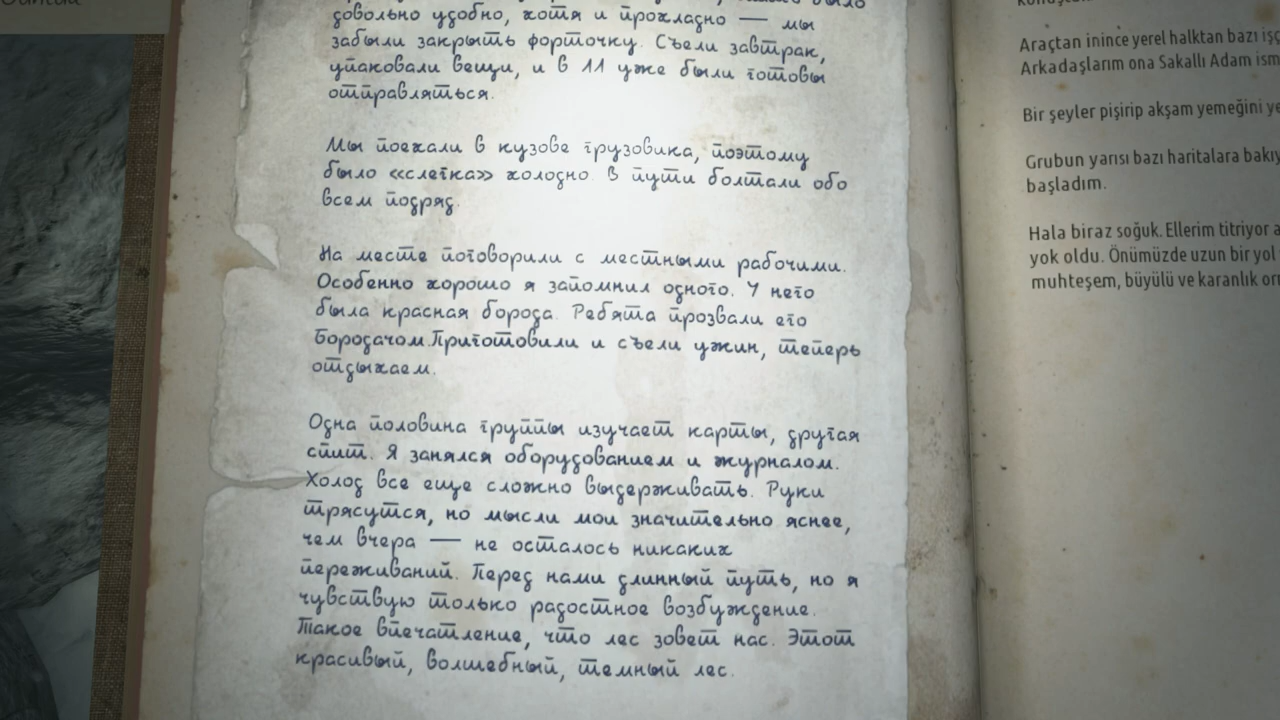 довольно удобно, хотя и прохладно — мы
забыли закрыть форточку. Съели завтрак,
упаковали вещи, и в 11 уже были готовы
отправляться.
Мы поехали в кузове грузовика, поэтому
было «слегка» холодно. В пути болтали обо
всем подряд.
На месте поговорили с местными рабочими.
Особенно хорошо я запомнил одного. У него
была красная борода. Ребята прозвали его
Бородачом.Приготовили и съели ужин, теперь
отдыхаем.
Одна половина группы изучает карты, другая
спит. Я занялся оборудованием и журналом.
Холод все еще сложно выдерживать. Руки
трясутся, но мысли мои значительно яснее,
чем вчера — не осталось никаких
переживаний. Перед нами длинный путь, но я
чувствую только радостное возбуждение.
Такое впечатление, что лес зовет нас. Этот
красивый, волшебный, темный лес.
Araçtan inince yerel halktan bazı
Arkadaşlarım ona Sakallı Adam
Bir şeyler pişirip akşam yemeğini
Grubun yarısı bazı haritalara
başladım.
Hala biraz soğuk. Ellerim titriyor
yok oldu. Önümüzde uzun bir yol
muhteşem, büyülü ve karanlık